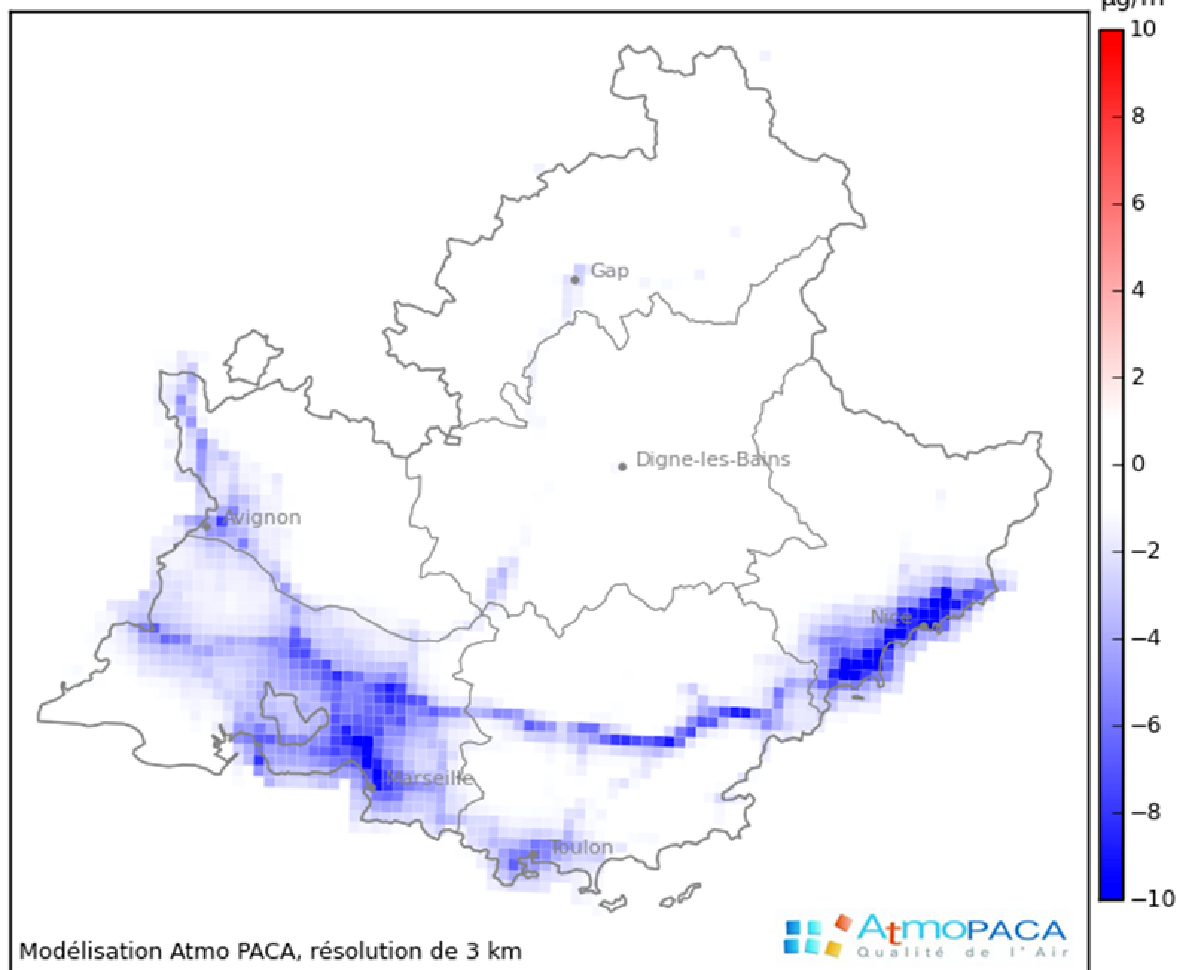 µg/m
10
8
6
4
2
0
−2
−4
−6
−8
−10
Gap
Digne-les-Bains
Avignon
Nice
Marseille
Toulon
Modélisation Atmo PACA, résolution de 3 km
AtmoPACA
Qualité de l'Air